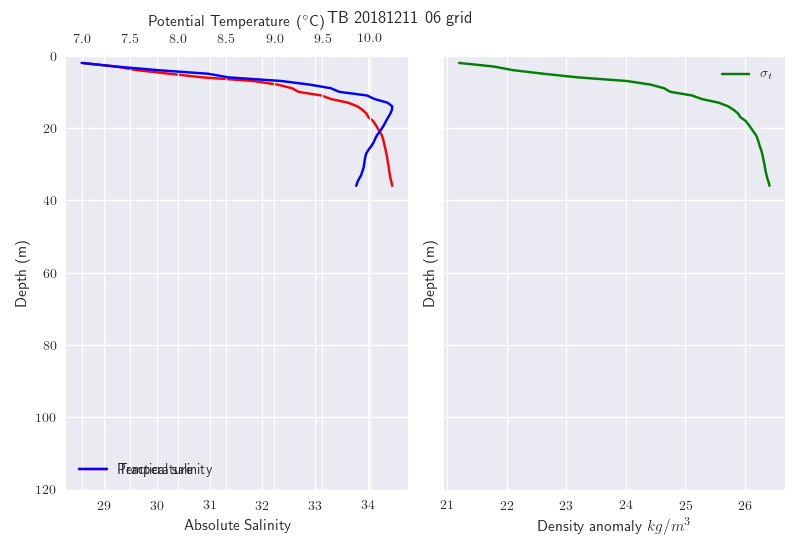 TB 20181211 06 grid
Potential Temperature (°C)
7.0 7.5 8.0 8.5 9.0 9.5 10.0
0
20
40
60
80
100
120
Depth (m)
Practical salinity
Temperature
29 30 31 32 33 34
Absolute Salinity
Depth (m)
σt
21 22 23 24 25 26
Density anomaly kg/m³